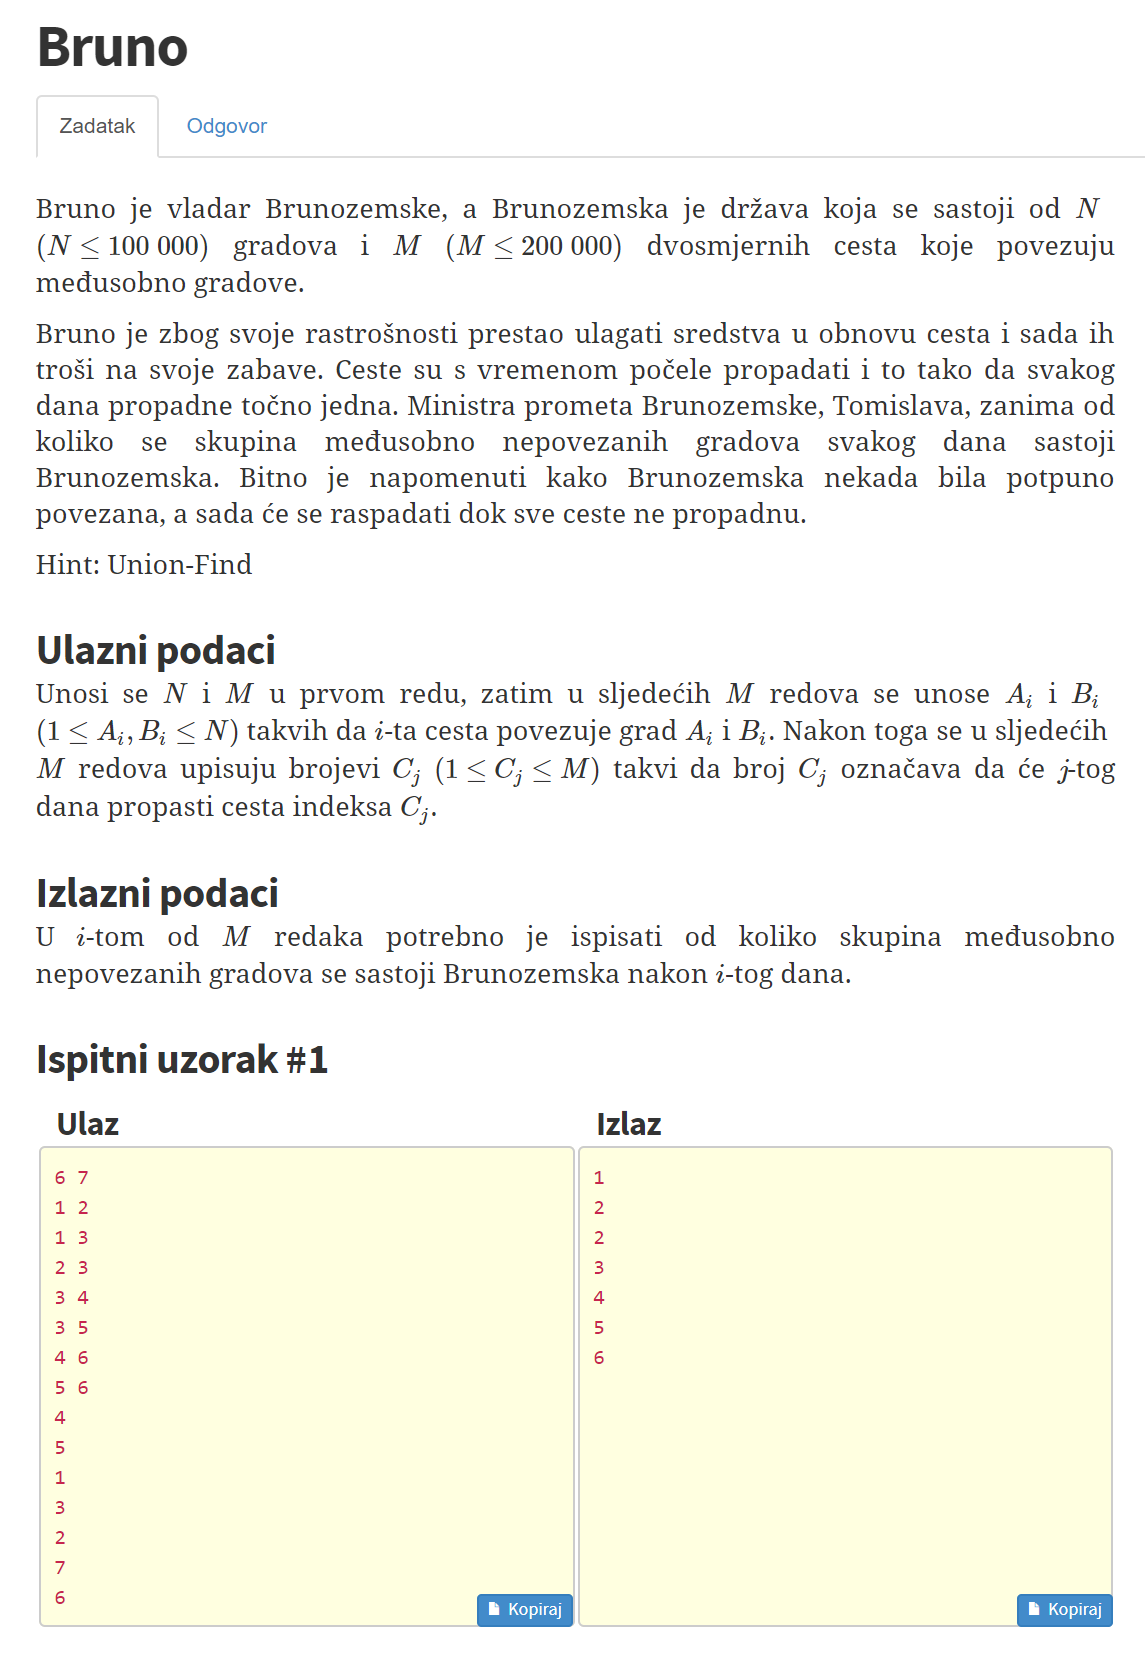 Bruno
Zadatak Odgovor
Bruno je vladar Brunozemske, a Brunozemska je država koja se sastoji od N
(N ≤ 100 000) gradova i M (M ≤ 200 000) dvosmjernih cesta koje povezuju
međusobno gradove.
Bruno je zbog svoje rastrošnosti prestao ulagati sredstva u obnovu cesta i sada ih
troši na svoje zabave. Ceste su s vremenom počele propadati i to tako da svakog
dana propadne točno jedna. Ministra prometa Brunozemske, Tomislava, zanima od
koliko se skupina međusobno nepovezanih gradova svakog dana sastoji
Brunozemska. Bitno je napomenuti kako Brunozemska nekada bila potpuno
povezana, a sada će se raspadati dok sve ceste ne propadnu.
Hint: Union-Find
Ulazni podaci
Unosi se N i M u prvom redu, zatim u sljedećih M redova se unose A_i i B_i
(1 ≤ A_i, B_i ≤ N) takvih da i-ta cesta povezuje grad A_i i B_i. Nakon toga se u sljedećih
M redova upisuju brojevi C_j (1 ≤ C_j ≤ M) takvi da broj C_j označava da će j-tog
dana propasti cesta indeksa C_j.
Izlazni podaci
U i-tom od M redaka potrebno je ispisati od koliko skupina međusobno
nepovezanih gradova se sastoji Brunozemska nakon i-tog dana.
Ispitni uzorak #1
Ulaz
6 7
1 2
1 3
2 3
3 4
3 5
4 6
5 6
4
5
1
3
2
7
6
Kopiraj
Izlaz
1
2
2
3
4
5
6
Kopiraj